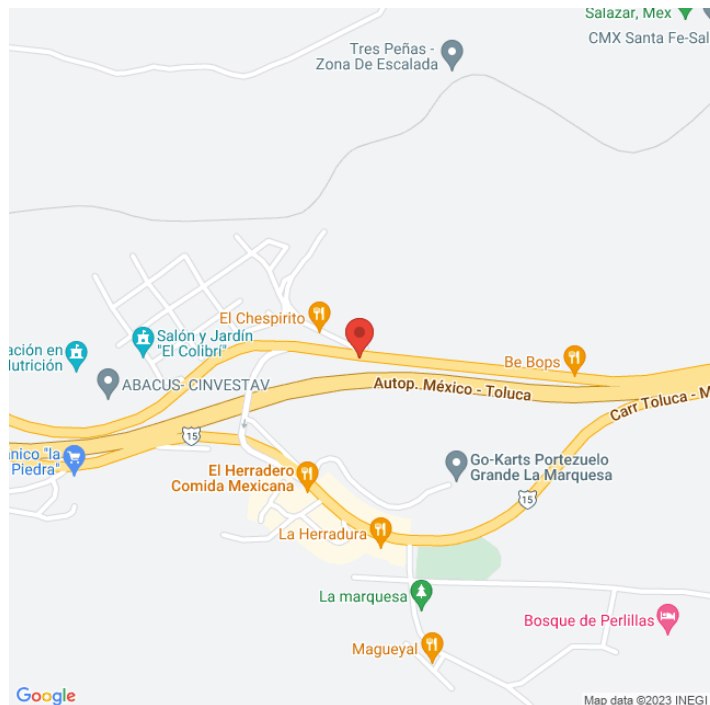 Salazar, Mex
CMX Santa Fe-Sal
Tres Peñas -
Zona De Escalada
El Chespirito
Salón y Jardín
"El Colibrí"
ación en
utrición
ABACUS- CINVESTAV
Be Bops
Autop. México - Toluca
Carr Toluca - M
15
ánico "la
Piedra"
El Herradero
Comida Mexicana
Go-Karts Portezuelo
Grande La Marquesa
15
La Herradura
La marquesa
Bosque de Perlillas
Magueyal
Google
Map data ©2023 INEGI